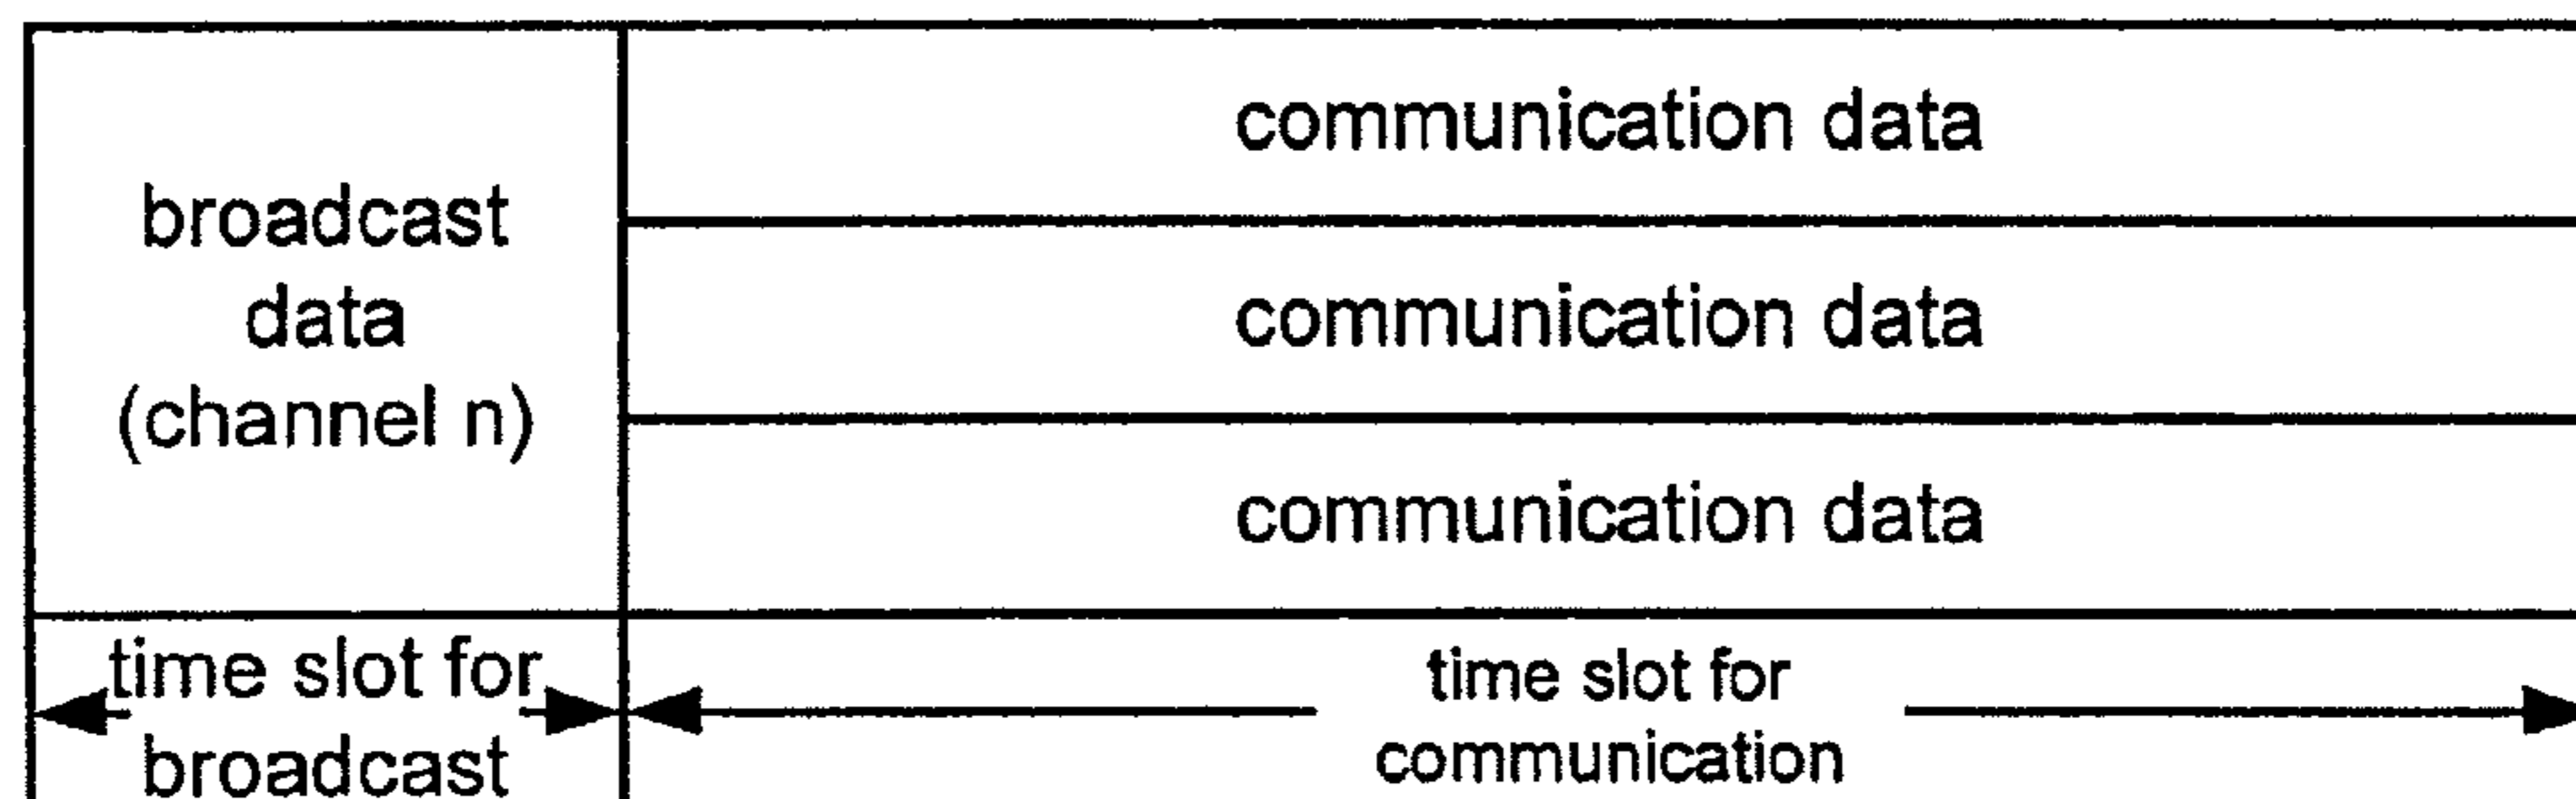 broadcast
data
(channel n)
communication data
communication data
communication data
time slot for
broadcast
time slot for
communication